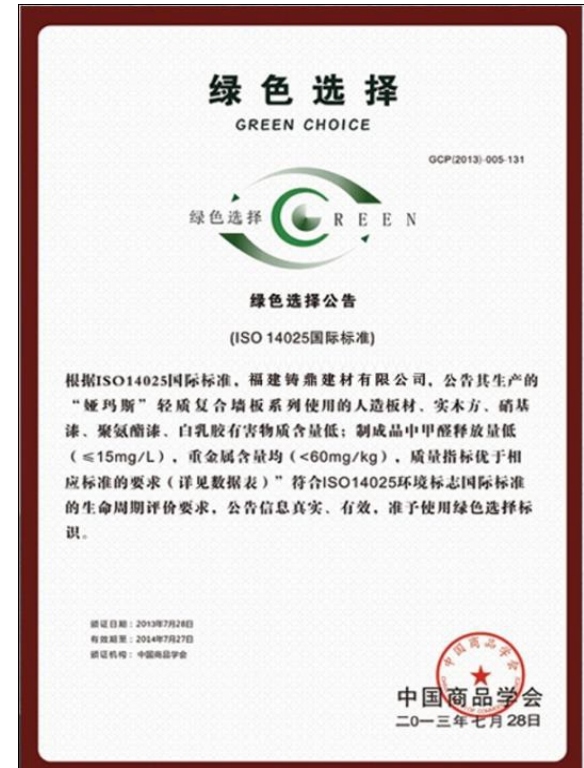 绿色选择
GREEN CHOICE
GCP(2013)-005-131
绿色选择 GREEN
绿色选择公告
(ISO 14025国际标准)
根据ISO14025国际标准，福建铸鼎建材有限公司，公告其生产的
“娅玛斯”轻质复合墙板系列使用的人造板材、实木方、硝基
漆、聚氨酯漆、白乳胶有害物质含量低；制成品中甲醛释放量低
（≤15mg/L），重金属含量均（<60mg/kg），质量指标优于相
应标准的要求（详见数据表）”符合ISO14025环境标志国际标准
的生命周期评价要求，公告信息真实、有效，准予使用绿色选择标
识。
颁证日期：2013年7月28日
有效期至：2014年7月27日
颁证机构：中国商品学会
中国商品学会
中国商品学会
二0一三年七月28日